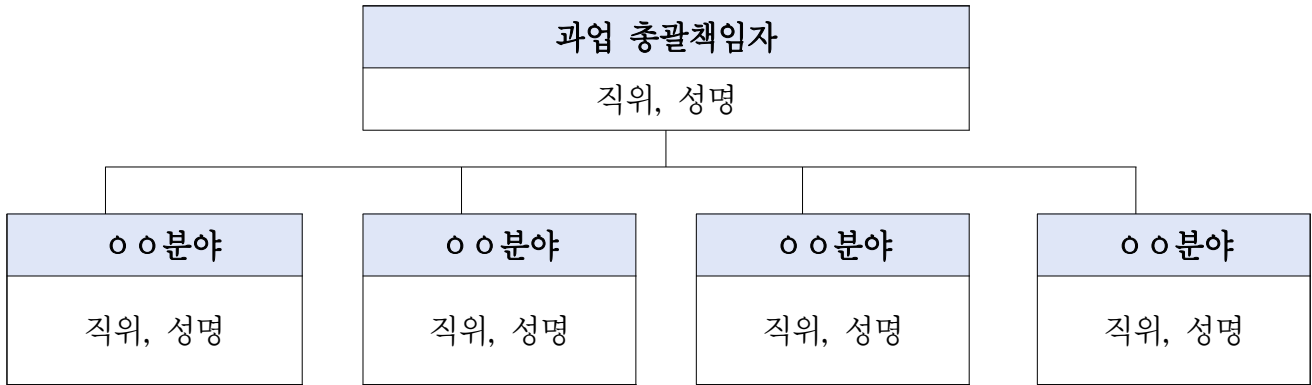 과업 총괄책임자
직위, 성명
ㅇㅇ분야
직위, 성명
ㅇㅇ분야
직위, 성명
ㅇㅇ분야
직위, 성명
ㅇㅇ분야
직위, 성명